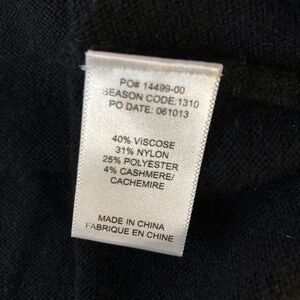 PO# 14499-00
SEASON CODE:1310
PO DATE: 061013
40% VISCOSE
31% NYLON
25% POLYESTER
4% CASHMERE/
CACHEMIRE
MADE IN CHINA
FABRIQUE EN CHINE